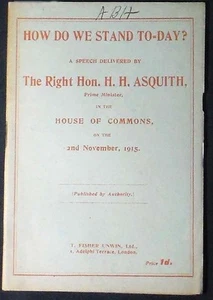 A B H
HOW DO WE STAND TO-DAY?
A SPEECH DELIVERED BY
The Right Hon. H. H. ASQUITH,
Prime Minister,
IN THE
HOUSE OF COMMONS,
ON THE
2nd November, 1915.
(Published by Authority.)
T. FISHER UNWIN, Ltd.,
1, Adelphi Terrace, London.
Price 1d.